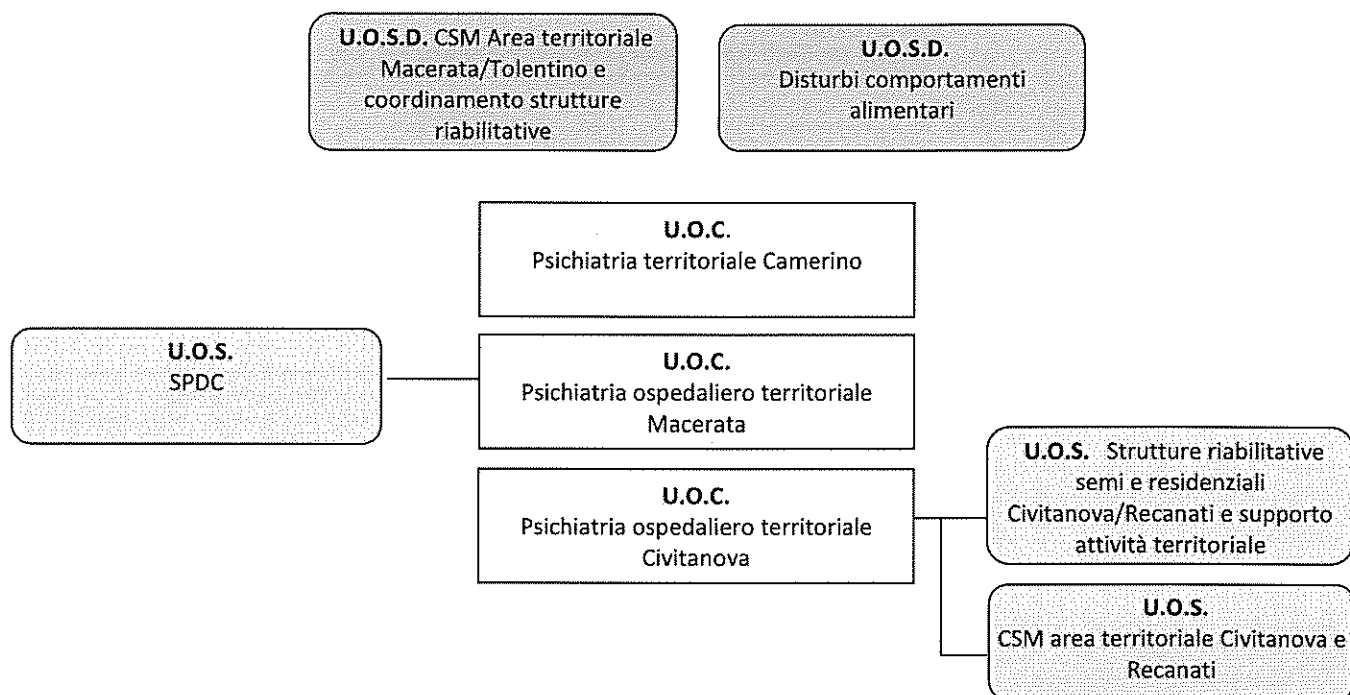 U.O.S.D. CSM Area territoriale
Macerata/Tolentino e
coordinamento strutture
riabilitative
U.O.S.D.
Disturbi comportamenti
alimentari
U.O.C.
Psichiatria territoriale Camerino
U.O.S.
SPDC
U.O.C.
Psichiatria ospedaliero territoriale
Macerata
U.O.C.
Psichiatria ospedaliero territoriale
Civitanova
U.O.S. Strutture riabilitative
semi e residenziali
Civitanova/Recanati e supporto
attività territoriale
U.O.S.
CSM area territoriale Civitanova e
Recanati